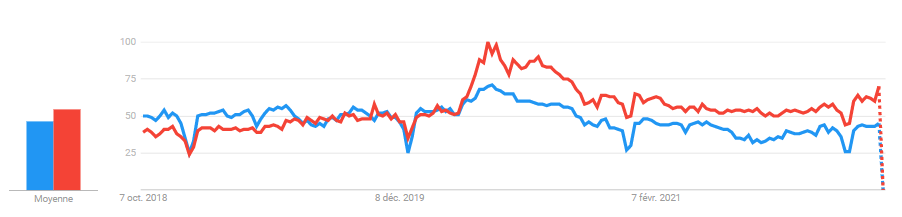 100
75
50
25
Moyenne
7 oct. 2018
8 déc. 2019
7 févr. 2021